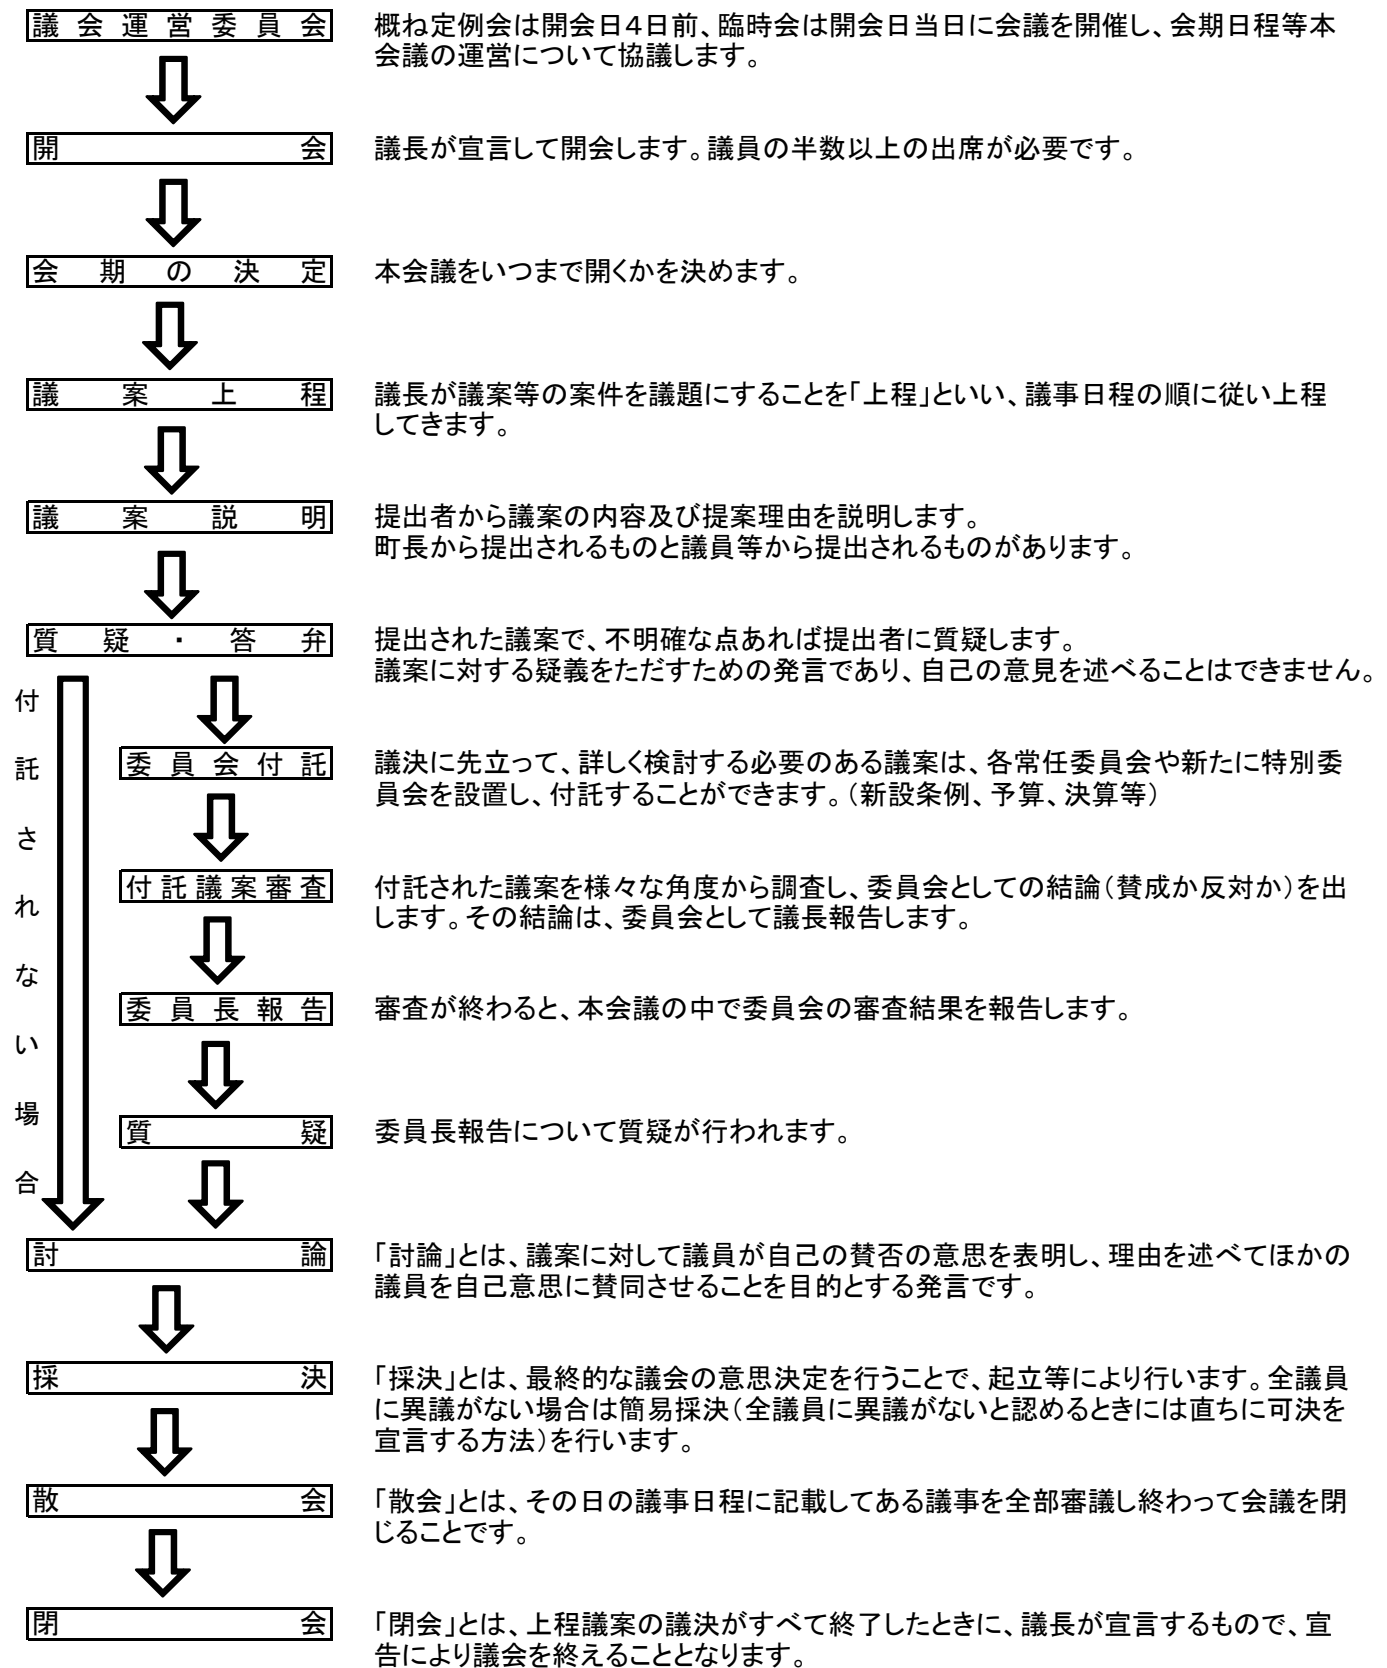 議会運営委員会
概ね定例会は開会日4日前、臨時会は開会日当日に会議を開催し、会期日程等本
会議の運営について協議します。
開会
議長が宣言して開会します。議員の半数以上の出席が必要です。
会期の決定
本会議をいつまで開くかを決めます。
議案上程
議長が議案等の案件を議題にすることを「上程」といい、議事日程の順に従い上程
してきます。
議案説明
提出者から議案の内容及び提案理由を説明します。
町長から提出されるものと議員等から提出されるものがあります。
質疑・答弁
提出された議案で、不明確な点あれば提出者に質疑します。
議案に対する疑義をただすための発言であり、自己の意見を述べることはできません。
付託されない場合
委員会付託
議決に先立って、詳しく検討する必要のある議案は、各常任委員会や新たに特別委
員会を設置し、付託することができます。（新設条例、予算、決算等）
付託議案審査
付託された議案を様々な角度から調査し、委員会としての結論（賛成か反対か）を出
します。その結論は、委員会として議長報告します。
委員長報告
審査が終わると、本会議の中で委員会の審査結果を報告します。
質疑
委員長報告について質疑が行われます。
討論
「討論」とは、議案に対して議員が自己の賛否の意思を表明し、理由を述べてほかの
議員を自己意思に賛同させることを目的とする発言です。
採決
「採決」とは、最終的な議会の意思決定を行うことで、起立等により行います。全議員
に異議がない場合は簡易採決（全議員に異議がないと認めるときには直ちに可決を
宣言する方法）を行います。
散会
「散会」とは、その日の議事日程に記載してある議事を全部審議し終わって会議を閉
じることです。
閉会
「閉会」とは、上程議案の議決がすべて終了したときに、議長が宣言するもので、宣
告により議会を終えることとなります。